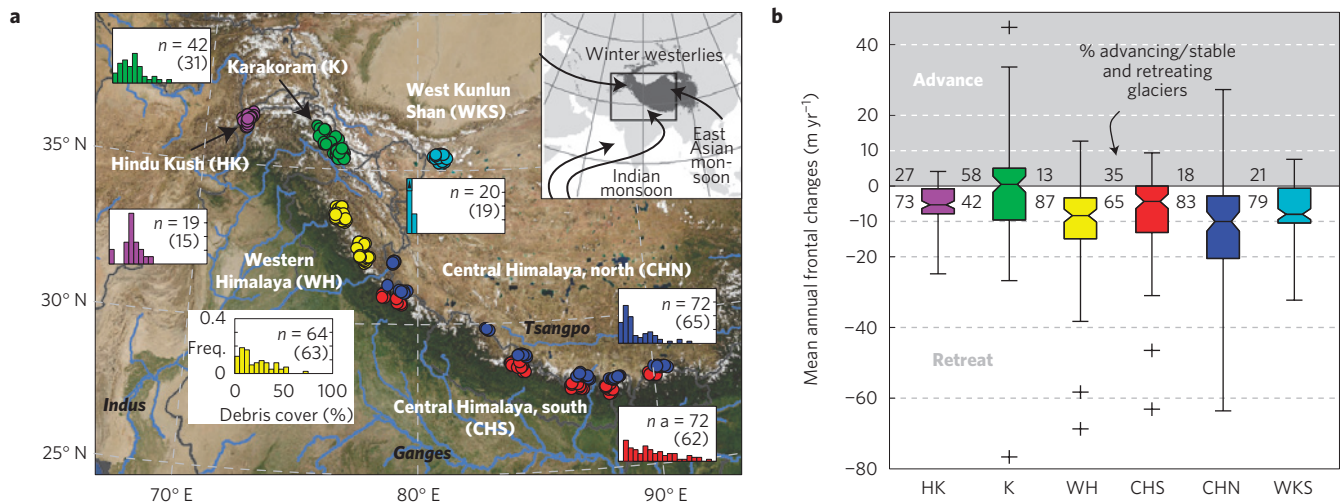 a
n = 42
(31)
Karakoram (K)
West Kunlun
Shan (WKS)
Winter westerlies
East
Asian
mon-
soon
Indian
monsoon
35° N
30° N
25° N
Hindu Kush (HK)
n = 20
(19)
n = 19
(15)
Western
Himalaya (WH)
Central Himalaya, north (CHN)
n = 72
(65)
Tsangpo
0.4
Freq.
0
n = 64
(63)
0 50 100
Debris cover (%)
Indus
Central Himalaya, south
(CHS)
Ganges
n a = 72
(62)
70° E 80° E 90° E
b
Mean annual frontal changes (m yr−1)
40
20
10
0
−10
−20
−40
−60
−80
Advance
% advancing/stable
and retreating
glaciers
27 58 13 35 18 21
73 42 87 65 83 79
Retreat
HK K WH CHS CHN WKS